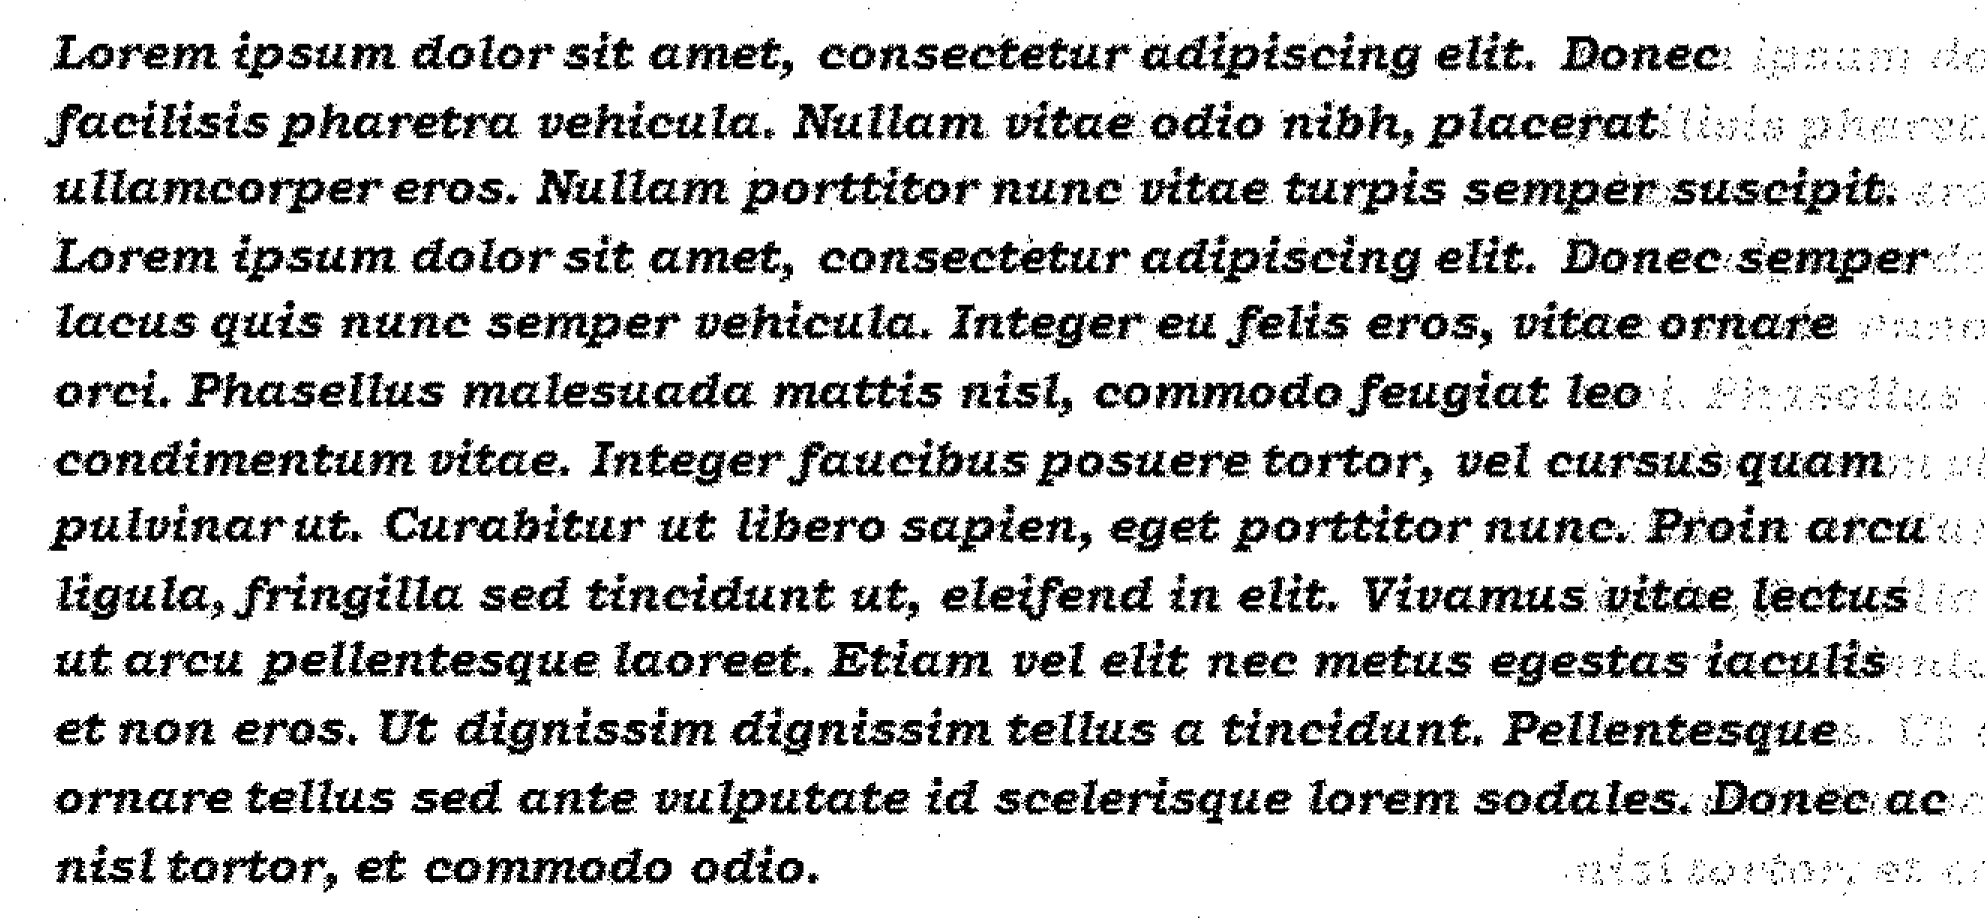 Lorem ipsum dolor sit amet, consectetur adipiscing elit. Donec
facilisis pharetra vehicula. Nullam vitae odio nibh, placerat
ullamcorper eros. Nullam porttitor nunc vitae turpis semper suscipit.
Lorem ipsum dolor sit amet, consectetur adipiscing elit. Donec semper
lacus quis nunc semper vehicula. Integer eu felis eros, vitae ornare
orci. Phasellus malesuada mattis nisl, commodo feugiat leo
condimentum vitae. Integer faucibus posuere tortor, vel cursus quam
pulvinar ut. Curabitur ut libero sapien, eget porttitor nunc. Proin arcu
ligula, fringilla sed tincidunt ut, eleifend in elit. Vivamus vitae lectus
ut arcu pellentesque laoreet. Etiam vel elit nec metus egestas iaculis
et non eros. Ut dignissim dignissim tellus a tincidunt. Pellentesque
ornare tellus sed ante vulputate id scelerisque lorem sodales. Donec ac
nisl tortor, et commodo odio.